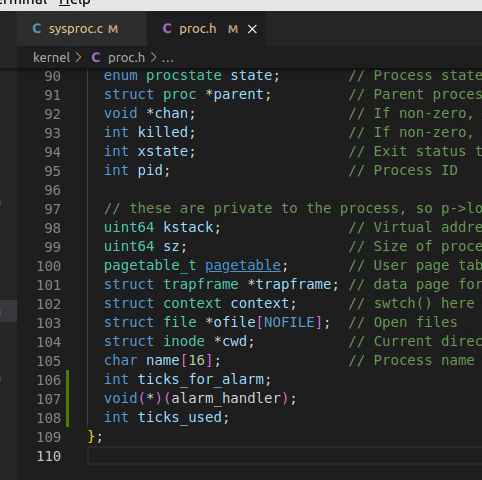 Help
sysproc.c M
proc.h M ×
kernel > C proc.h > ...
90 enum procstate state; // Process state
91 struct proc *parent; // Parent proces
92 void *chan; // If non-zero,
93 int killed; // If non-zero,
94 int xstate; // Exit status t
95 int pid; // Process ID
96
97 // these are private to the process, so p->lo
98 uint64 kstack; // Virtual addre
99 uint64 sz; // Size of proce
100 pagetable_t pagetable; // User page tab
101 struct trapframe *trapframe; // data page for
102 struct context context; // swtch() here
103 struct file *ofile[NOFILE]; // Open files
104 struct inode *cwd; // Current direc
105 char name[16]; // Process name
106 int ticks_for_alarm;
107 void(*)(alarm_handler);
108 int ticks_used;
109 };
110